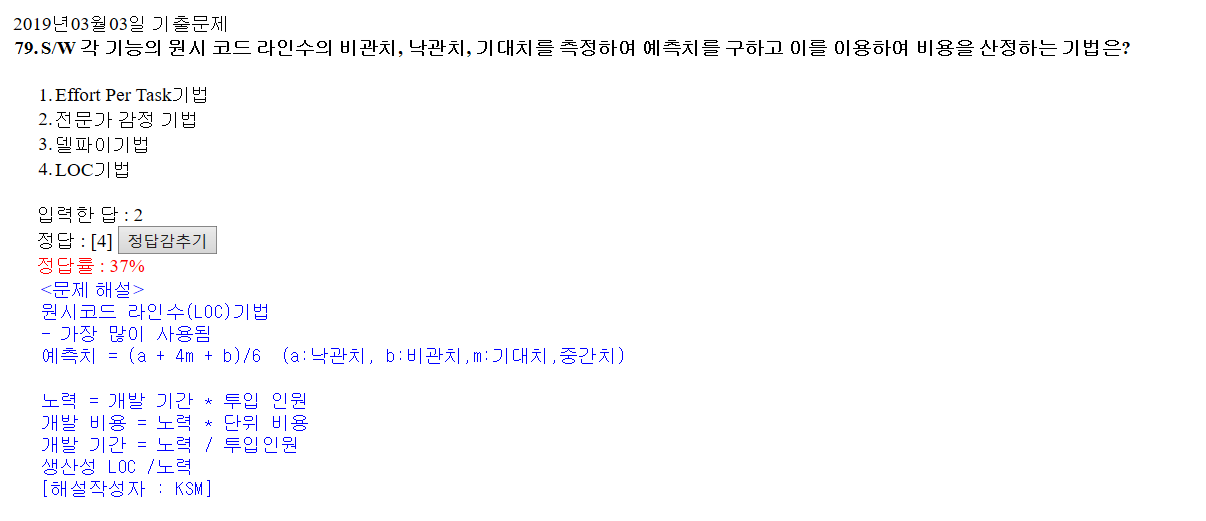 2019년03월03일 기출문제
79. S/W 각 기능의 원시 코드 라인수의 비관치, 낙관치, 기대치를 측정하여 예측치를 구하고 이를 이용하여 비용을 산정하는 기법은?
1. Effort Per Task기법
2. 전문가 감정 기법
3. 델파이기법
4. LOC기법
입력한 답 : 2
정답 : [4] 정답감추기
정답률 : 37%
<문제 해설>
원시코드 라인수(LOC)기법
- 가장 많이 사용됨
예측치 = (a + 4m + b)/6 (a:낙관치, b:비관치,m:기대치,중간치)
노력 = 개발 기간 * 투입 인원
개발 비용 = 노력 * 단위 비용
개발 기간 = 노력 / 투입인원
생산성 LOC /노력
[해설작성자 : KSM]